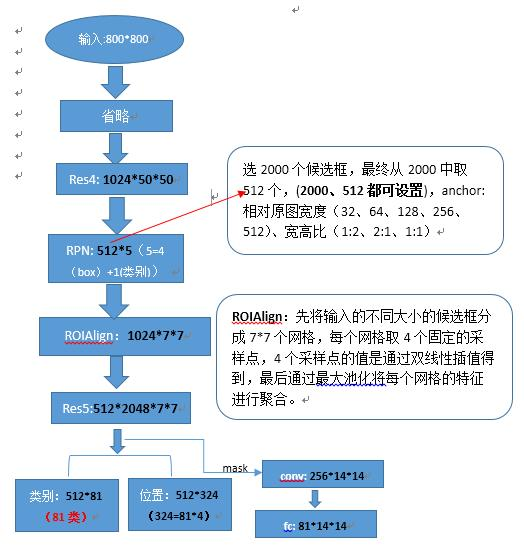 输入:800*800
省略
Res4: 1024*50*50
选 2000 个候选框，最终从 2000 中取
512 个，(2000、512 都可设置)，anchor:
相对原图宽度（32、64、128、256、
512）、宽高比（1:2、2:1、1:1）
RPN: 512*5（5=4
（box）+1(类别)）
ROIAlign：1024*7*7
ROIAlign：先将输入的不同大小的候选框分
成 7*7 个网格，每个网格取 4 个固定的采
样点，4 个采样点的值是通过双线性插值得
到，最后通过最大池化将每个网格的特征
进行聚合。
Res5:512*2048*7*7
mask
类别：512*81
（81 类）
位置：512*324
（324=81*4）
conv: 256*14*14
fc: 81*14*14